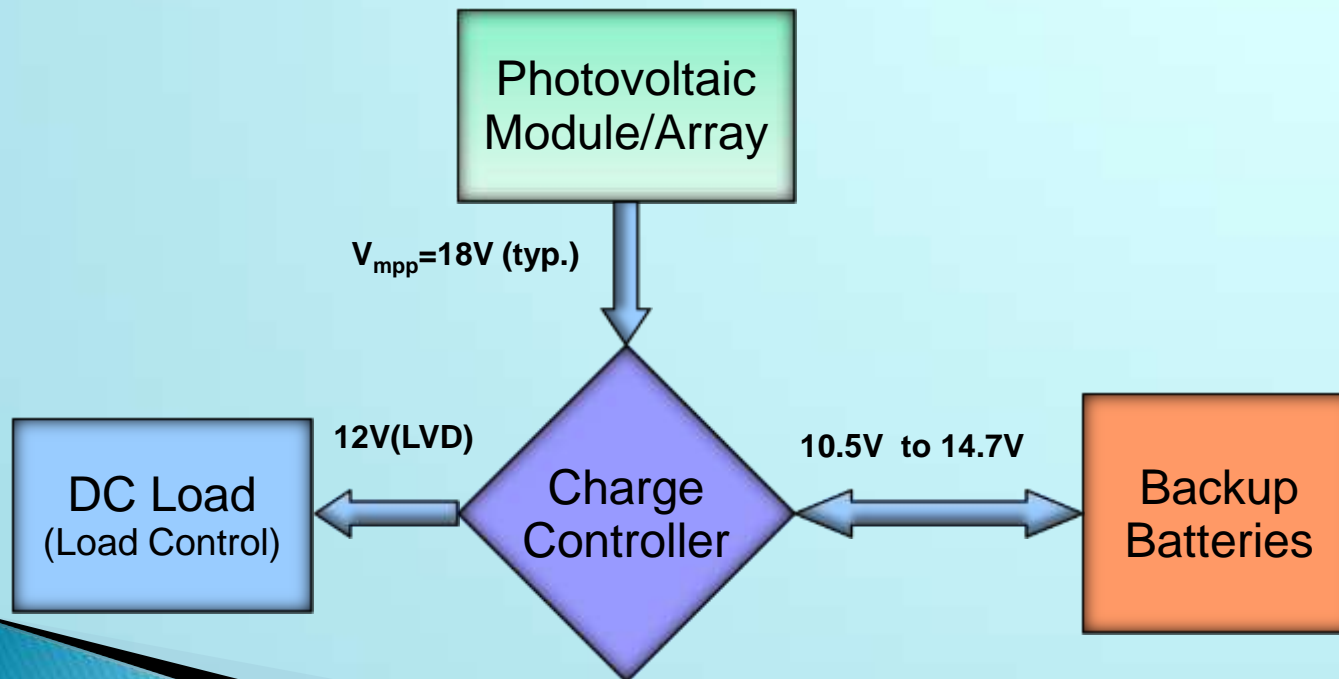 Photovoltaic
Module/Array
Vmpp=18V (typ.)
12V(LVD)
10.5V to 14.7V
DC Load
(Load Control)
Charge
Controller
Backup
Batteries